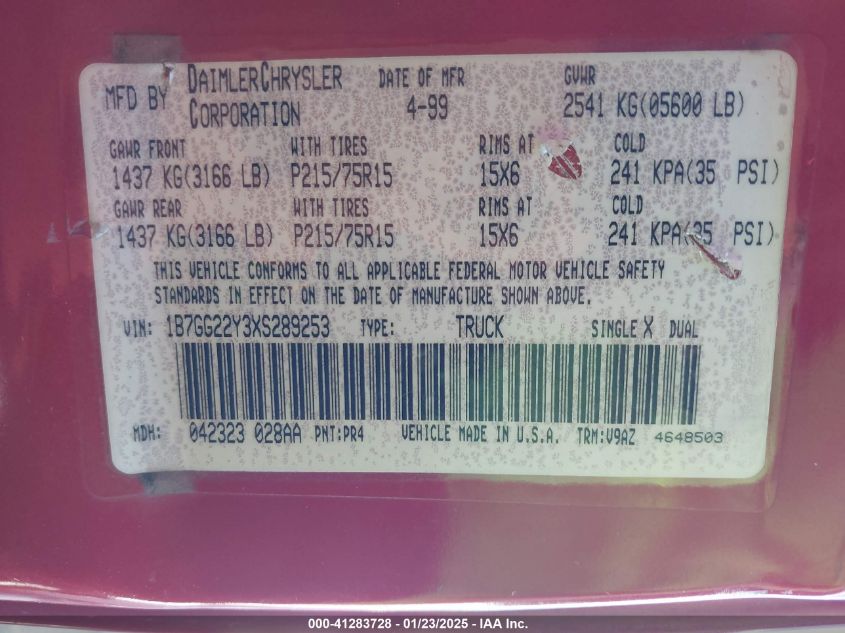 MFD BY DAIMLERCHRYSLER CORPORATION DATE OF MFR 4-99 GVWR 2541 KG(05600 LB)
GAWR FRONT WITH TIRES RIMS AT COLD
1437 KG(3166 LB) P215/75R15 15X6 241 KPA(35 PSI)
GAWR REAR WITH TIRES RIMS AT COLD
1437 KG(3166 LB) P215/75R15 15X6 241 KPA(35 PSI)
THIS VEHICLE CONFORMS TO ALL APPLICABLE FEDERAL MOTOR VEHICLE SAFETY
STANDARDS IN EFFECT ON THE DATE OF MANUFACTURE SHOWN ABOVE.
VIN: 1B7GG22Y3XS289253 TYPE: TRUCK SINGLE X DUAL
MDH: 042323 028AA PNT:PR4 VEHICLE MADE IN U.S.A. TRM:V9AZ 4648503
000-41283728 - 01/23/2025 - IAA Inc.